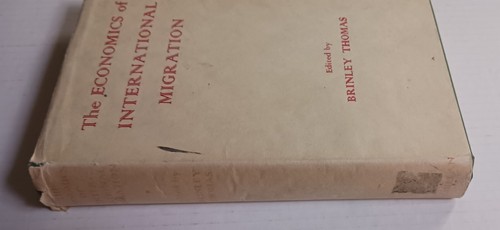 The ECONOMICS of
INTERNATIONAL
MIGRATION
Edited by
BRINLEY THOMAS